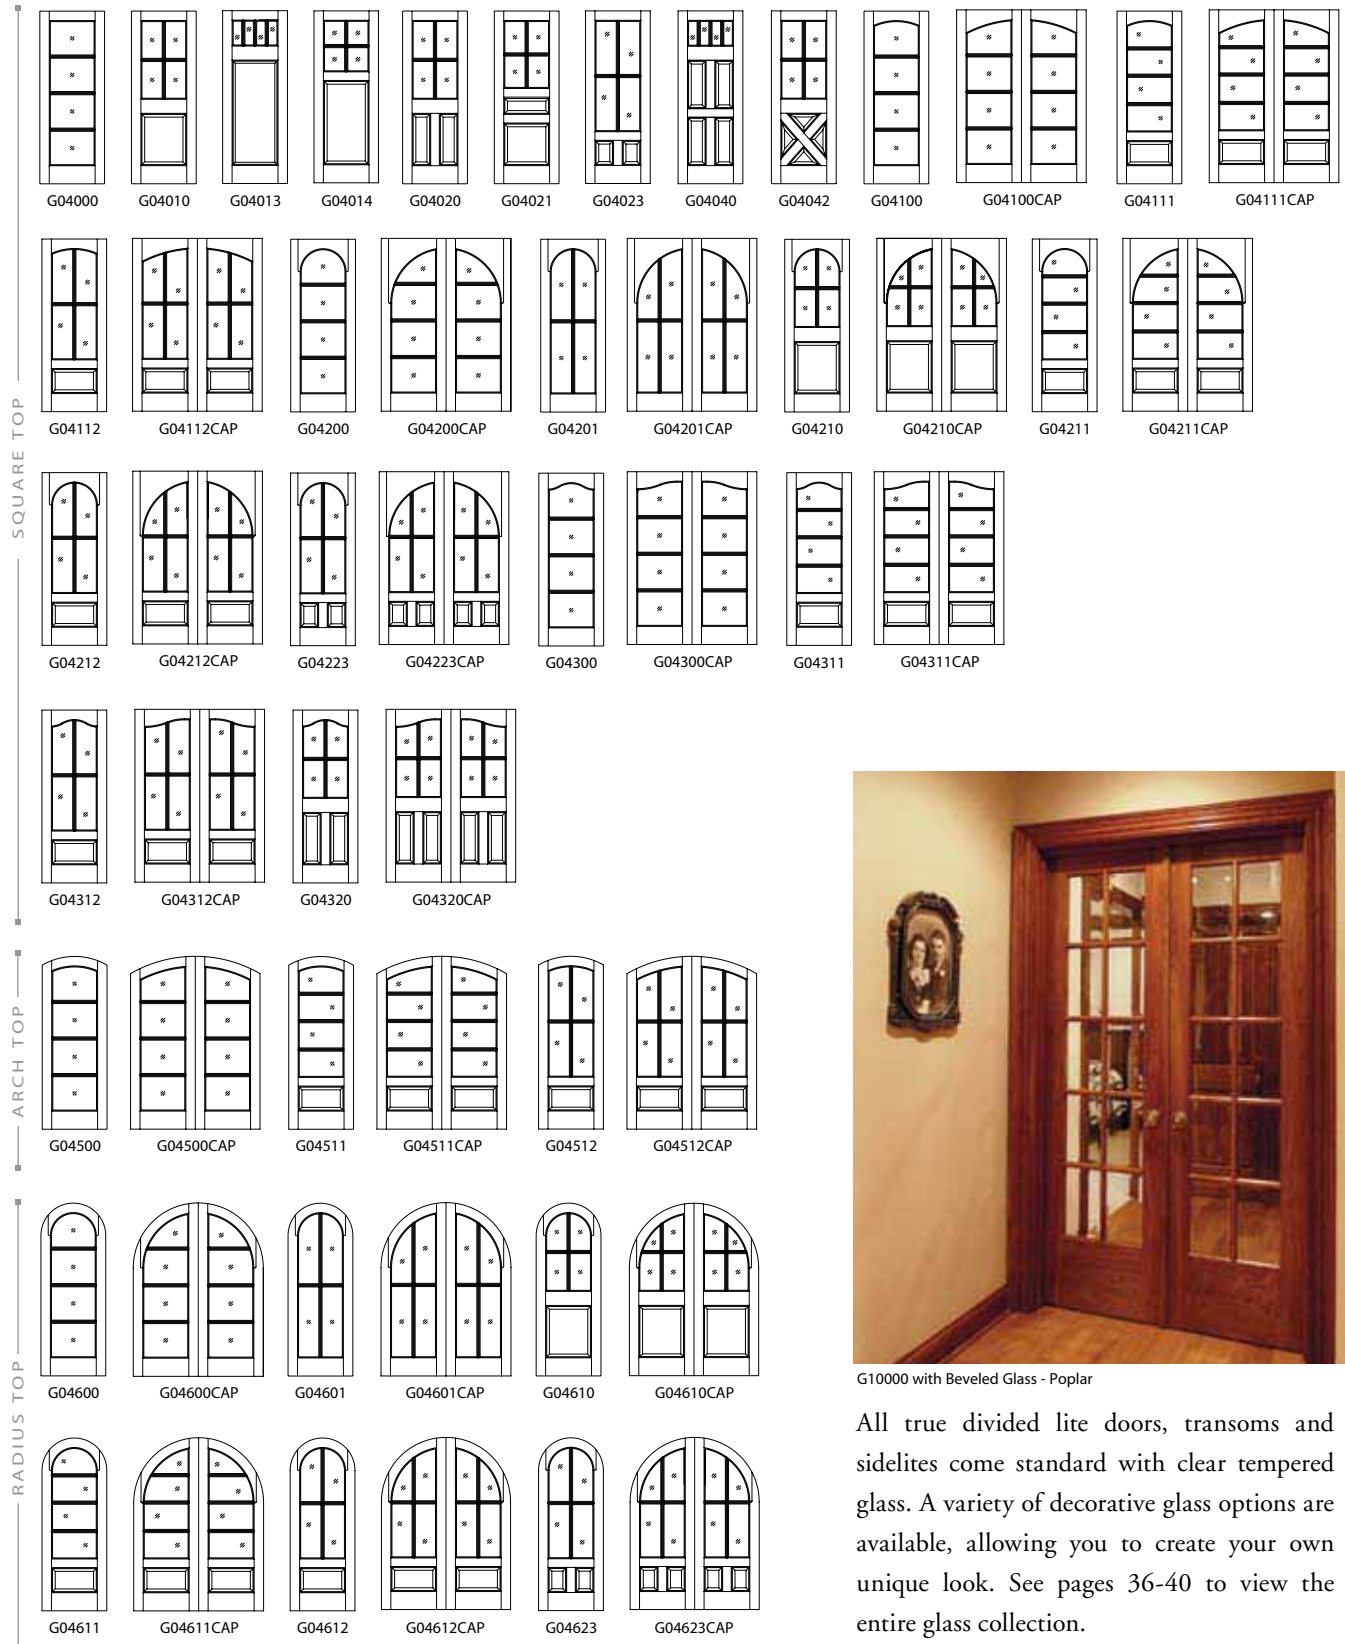 SQUARE TOP
G04000 G04010 G04013 G04014 G04020 G04021 G04023 G04040 G04042 G04100 G04100CAP G04111 G04111CAP
G04112 G04112CAP G04200 G04200CAP G04201 G04201CAP G04210 G04210CAP G04211 G04211CAP
G04212 G04212CAP G04223 G04223CAP G04300 G04300CAP G04311 G04311CAP
G04312 G04312CAP G04320 G04320CAP
ARCH TOP
G04500 G04500CAP G04511 G04511CAP G04512 G04512CAP
RADIUS TOP
G04600 G04600CAP G04601 G04601CAP G04610 G04610CAP
G04611 G04611CAP G04612 G04612CAP G04623 G04623CAP
G10000 with Beveled Glass - Poplar
All true divided lite doors, transoms and
sidelites come standard with clear tempered
glass. A variety of decorative glass options are
available, allowing you to create your own
unique look. See pages 36-40 to view the
entire glass collection.